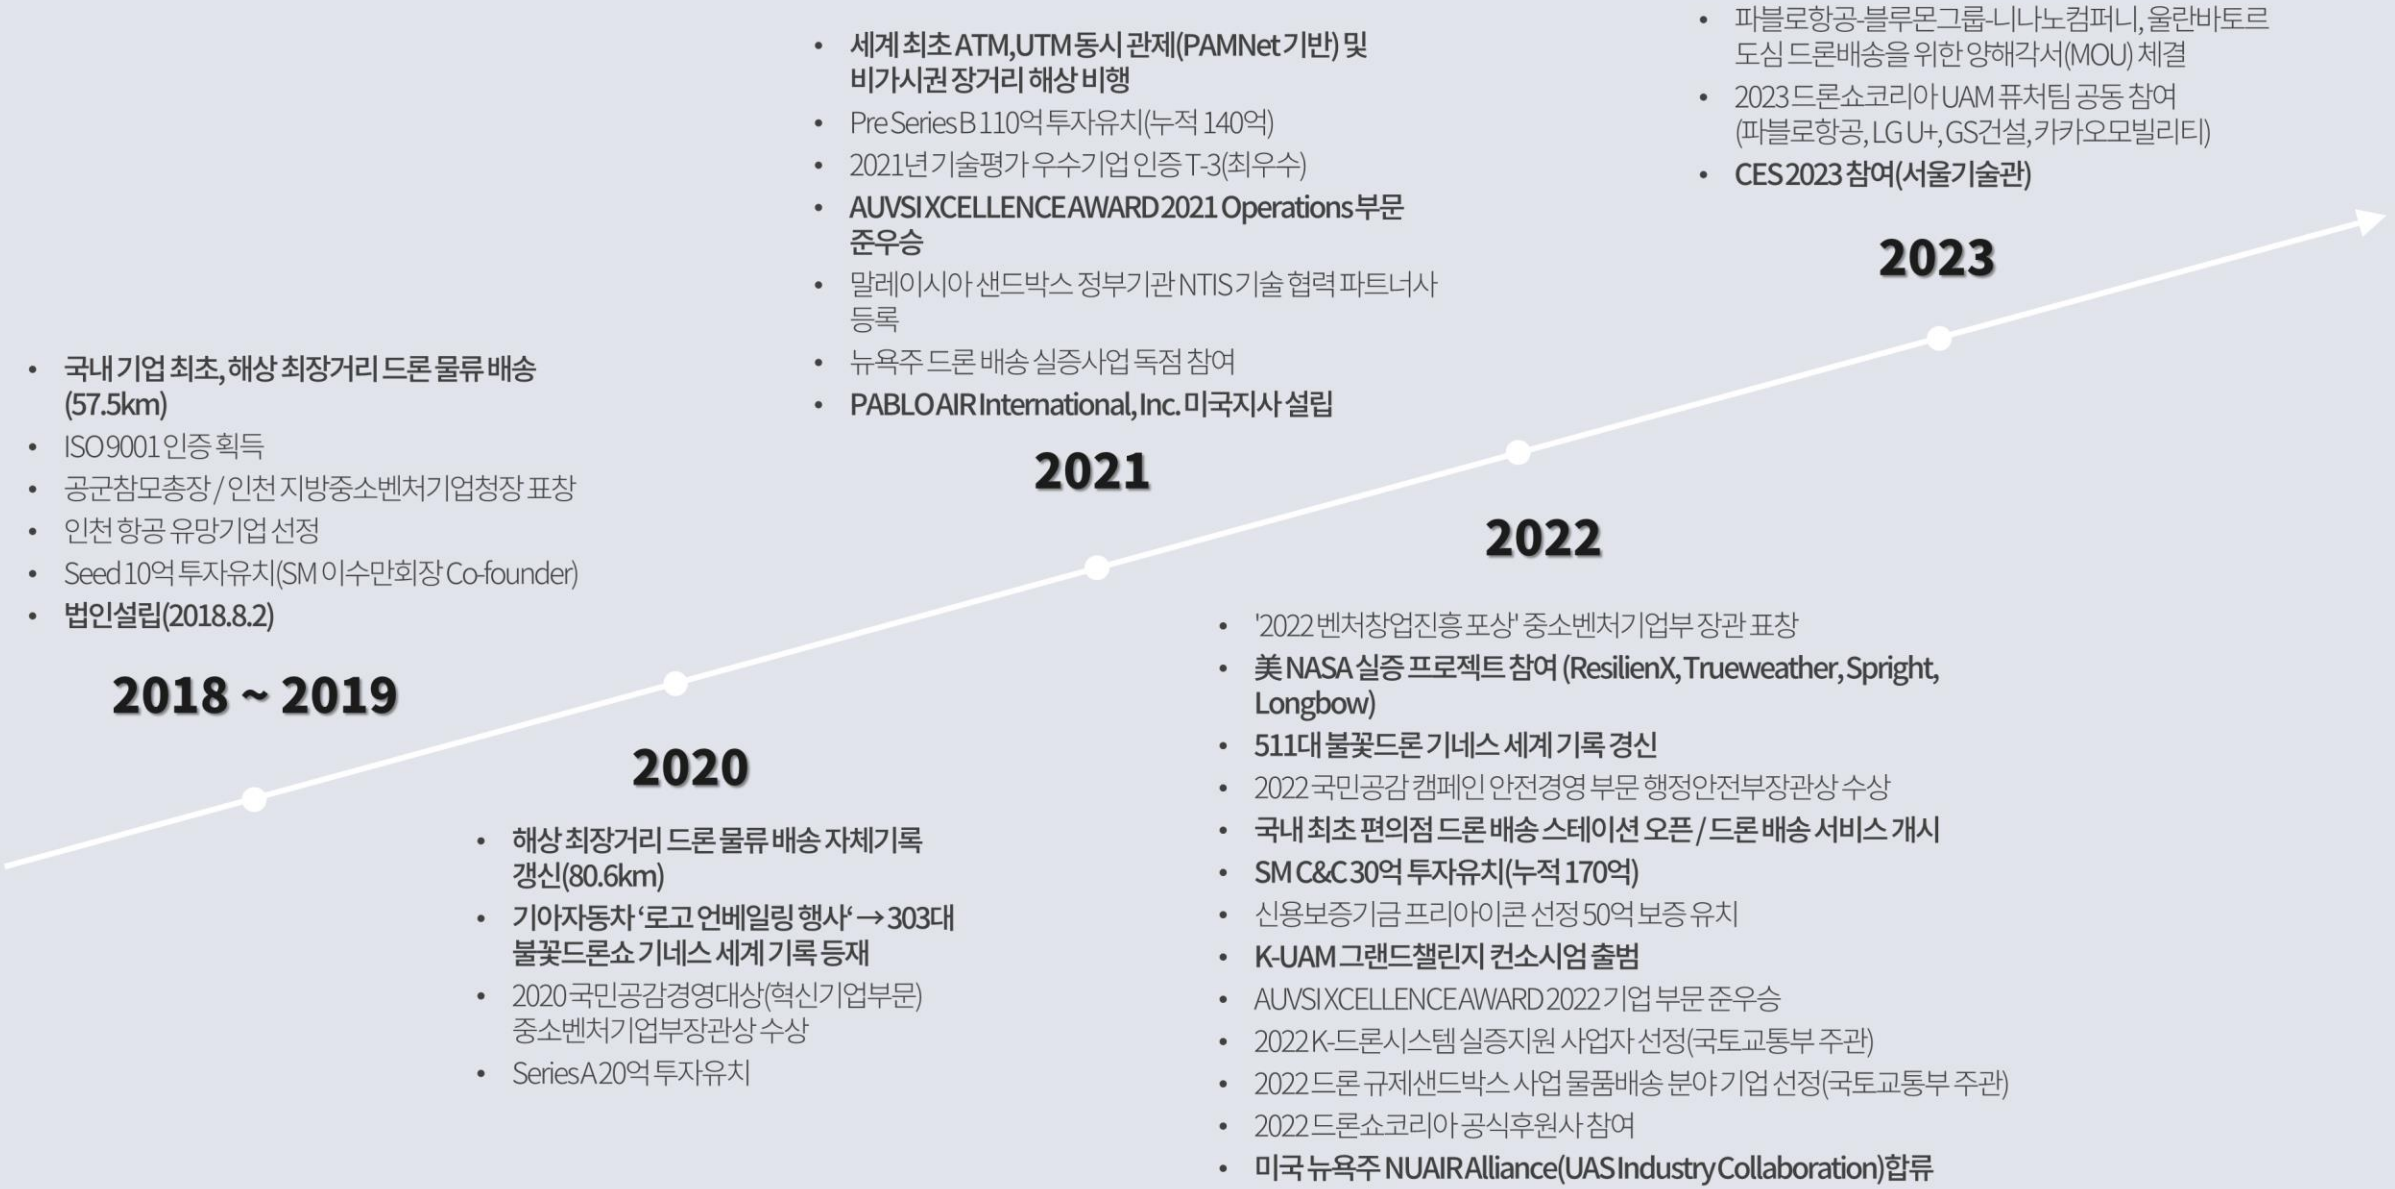 • 국내 기업 최초, 해상 최장거리 드론 물류 배송
(57.5km)
• ISO 9001 인증 획득
• 공군참모총장 / 인천 지방중소벤처기업청장 표창
• 인천 항공 유망기업 선정
• Seed 10억 투자유치(SM 이수만회장 Co-founder)
• 법인설립(2018.8.2)
2018 ~ 2019
2020
• 해상 최장거리 드론 물류 배송 자체기록
갱신(80.6km)
• 기아자동차 ‘로고 언베일링 행사‘ → 303대
불꽃드론쇼 기네스 세계 기록 등재
• 2020 국민공감경영대상(혁신기업부문)
중소벤처기업부장관상 수상
• Series A 20억 투자유치
• 세계 최초 ATM,UTM 동시 관제(PAMNet 기반) 및
비가시권 장거리 해상 비행
• Pre Series B 110억 투자유치(누적 140억)
• 2021년 기술평가 우수기업 인증 T-3(최우수)
• AUVSI XCELLENCE AWARD 2021 Operations 부문
준우승
• 말레이시아 샌드박스 정부기관 NTIS 기술 협력 파트너사
등록
• 뉴욕주 드론 배송 실증사업 독점 참여
• PABLO AIR International, Inc. 미국지사 설립
2021
2022
• '2022 벤처창업진흥 포상' 중소벤처기업부 장관 표창
• 美 NASA 실증 프로젝트 참여 (ResilienX, Trueweather, Spright,
Longbow)
• 511대 불꽃드론 기네스 세계 기록 경신
• 2022 국민공감 캠페인 안전경영 부문 행정안전부장관상 수상
• 국내 최초 편의점 드론 배송 스테이션 오픈 / 드론 배송 서비스 개시
• SM C&C 30억 투자유치(누적 170억)
• 신용보증기금 프리아이콘 선정 50억 보증 유치
• K-UAM 그랜드챌린지 컨소시엄 출범
• AUVSI XCELLENCE AWARD 2022 기업 부문 준우승
• 2022 K-드론시스템 실증지원 사업자 선정(국토교통부 주관)
• 2022 드론 규제샌드박스 사업 물품배송 분야 기업 선정(국토교통부 주관)
• 2022 드론쇼코리아 공식후원사 참여
• 미국 뉴욕주 NUAIR Alliance(UAS Industry Collaboration)합류
• 파블로항공-블루몬그룹-니나노컴퍼니, 울란바토르
도심 드론배송을 위한 양해각서(MOU) 체결
• 2023 드론쇼코리아 UAM 퓨처팀 공동 참여
(파블로항공, LG U+, GS건설, 카카오모빌리티)
• CES 2023 참여(서울기술관)
2023